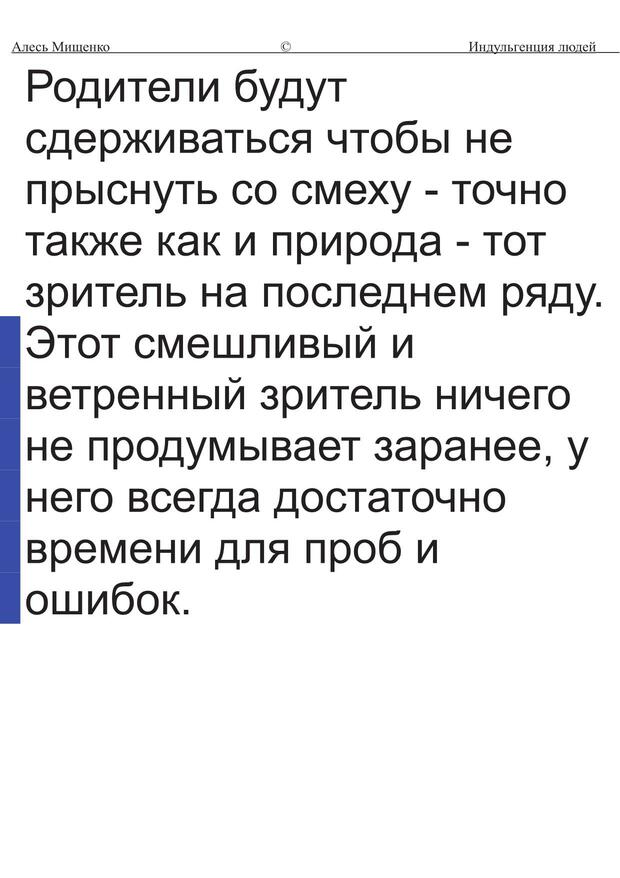 Алесь Мищенко © Индульгенция людей
Родители будут
сдерживаться чтобы не
прыснуть со смеху - точно
также как и природа - тот
зритель на последнем ряду.
Этот смешливый и
ветренный зритель ничего
не продумывает заранее, у
него всегда достаточно
времени для проб и
ошибок.